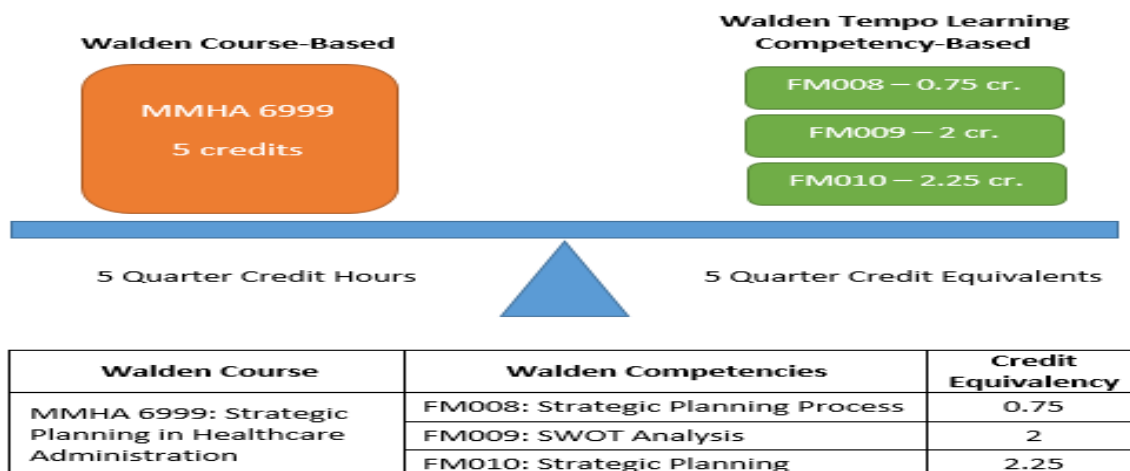 Walden Course-Based
Walden Tempo Learning
Competency-Based
MMHA 6999
5 credits
FM008 – 0.75 cr.
FM009 – 2 cr.
FM010 – 2.25 cr.
5 Quarter Credit Hours
5 Quarter Credit Equivalents
Walden Course
Walden Competencies
Credit
Equivalency
MMHA 6999: Strategic
Planning in Healthcare
Administration
FM008: Strategic Planning Process
0.75
FM009: SWOT Analysis
2
FM010: Strategic Planning
2.25